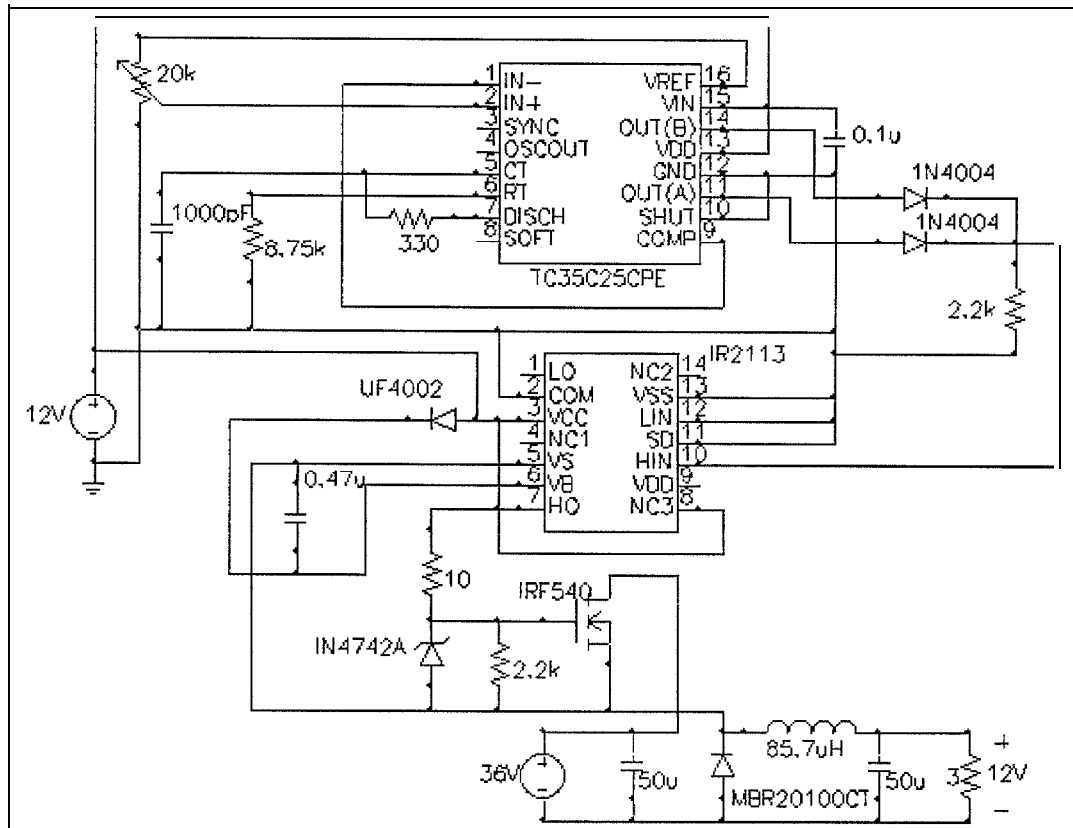 20k
1 IN- VREF 16
2 IN+ VIN 15
3 SYNC OUT(B) 14
4 OSCOUT VDD 13
5 CT GND 12
6 RT OUT(A) 11
7 DISCH SHUT 10
8 SOFT COMP 9
TC35C25CPE
1000pF
8.75k
330
0.1u
1N4004
1N4004
2.2k
IR2113
1 LO NC2 14
2 COM VSS 13
3 VCC LIN 12
4 NC1 SD 11
5 VS HIN 10
6 VB VDD 9
7 HO NC3 8
UF4002
12V
+
-
0.47u
10
IRF540
IN4742A
2.2k
36V
+
-
50u
85.7uH
MBR20100CT
50u
3
+
12V
-